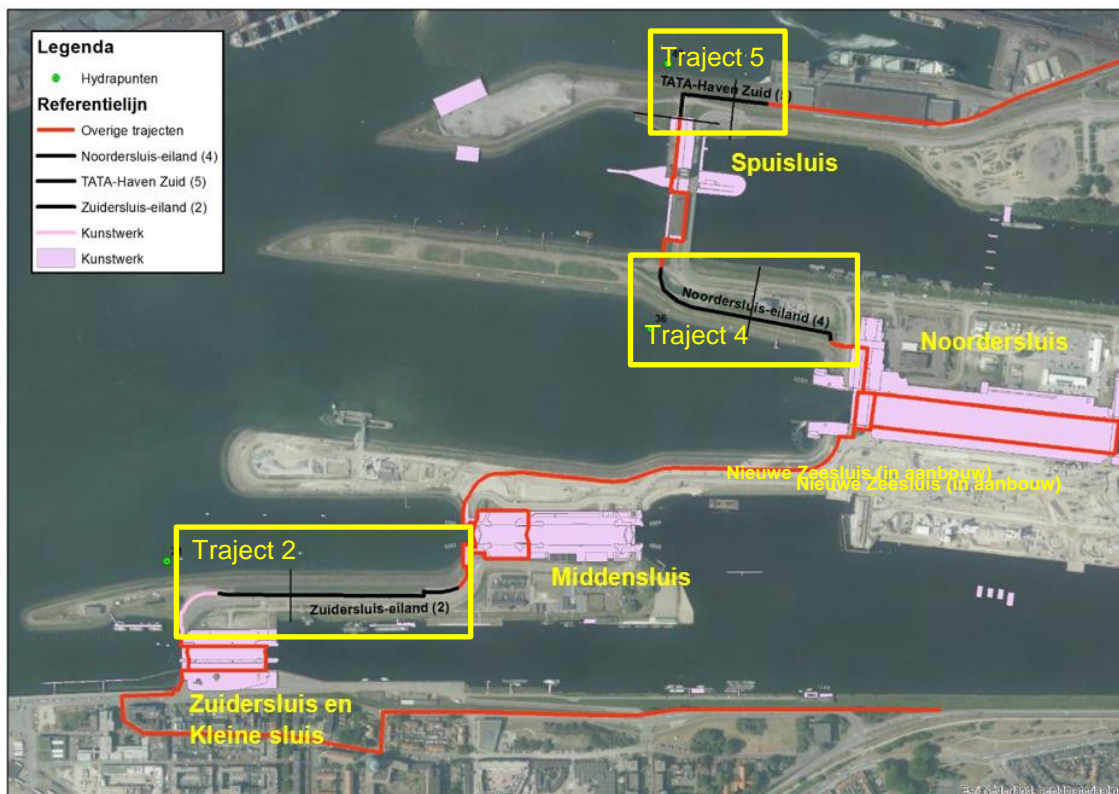 Legenda
Hydrapunten
Referentielijn
Overige trajecten
Noordersluis-eiland (4)
TATA-Haven Zuid (5)
Zuidersluis-eiland (2)
Kunstwerk
Kunstwerk
Traject 5
TATA-Haven Zuid (5)
Spuisluis
Noordersluis-eiland (4)
36
Traject 4
Noordersluis
Nieuwe Zeesluis (in aanbouw)
Nieuwe Zeesluis (in aanbouw)
Traject 2
Middensluis
Zuidersluis-eiland (2)
Zuidersluis en
Kleine sluis